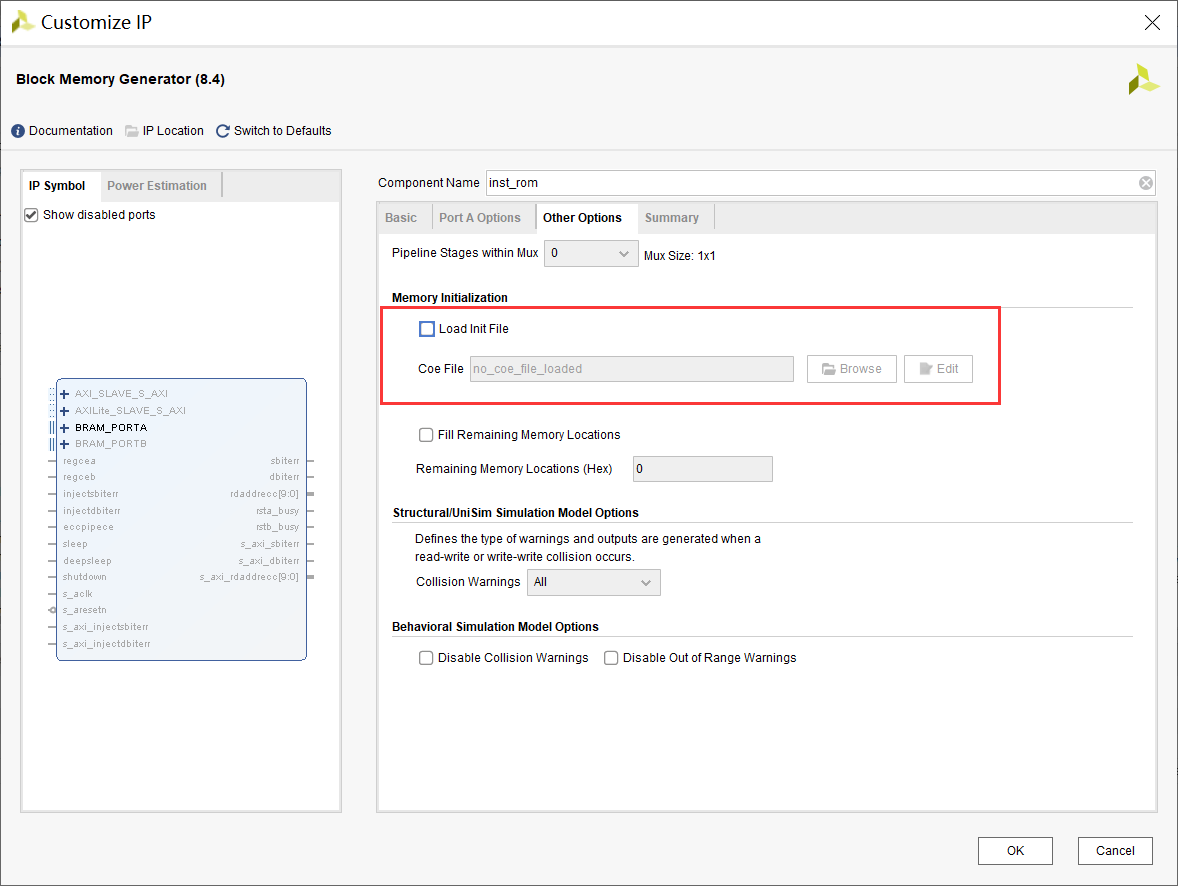 Customize IP
Block Memory Generator (8.4)
Documentation IP Location Switch to Defaults
IP Symbol Power Estimation
Show disabled ports
AXI_SLAVE_S_AXI
AXILite_SLAVE_S_AXI
BRAM_PORTA
BRAM_PORTB
regcea sbiterr
regceb dbiterr
injectsbiterr rdaddrecc[9:0]
injectdbiterr rsta_busy
eccpipece rstb_busy
sleep s_axi_sbiterr
deepsleep s_axi_dbiterr
shutdown s_axi_rdaddrecc[9:0]
s_aclk
s_aresetn
s_axi_injectsbiterr
s_axi_injectdbiterr
Component Name inst_rom
Basic Port A Options Other Options Summary
Pipeline Stages within Mux 0 Mux Size: 1x1
Memory Initialization
Load Init File
Coe File no_coe_file_loaded Browse Edit
Fill Remaining Memory Locations
Remaining Memory Locations (Hex) 0
Structural/UniSim Simulation Model Options
Defines the type of warnings and outputs are generated when a
read-write or write-write collision occurs.
Collision Warnings All
Behavioral Simulation Model Options
Disable Collision Warnings Disable Out of Range Warnings
OK Cancel